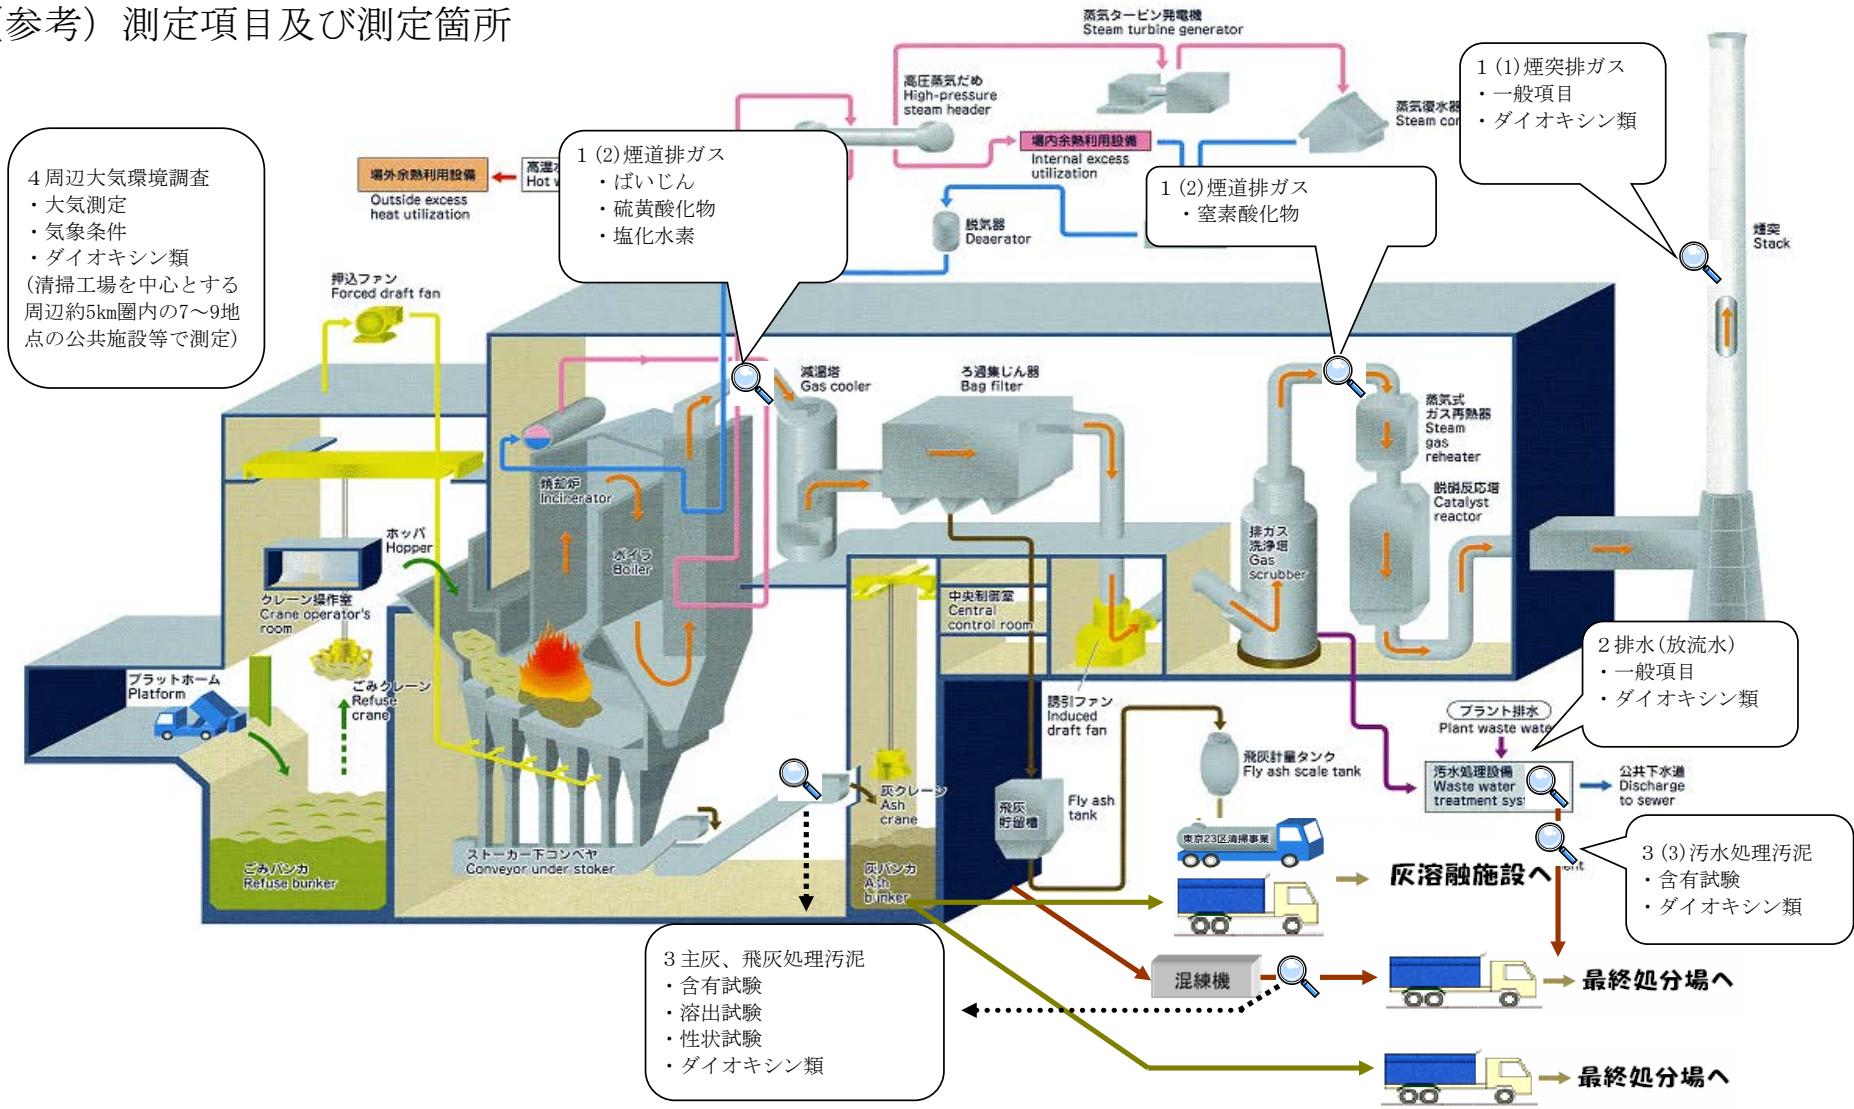 (参考）測定項目及び測定箇所
蒸気タービン発電機
Steam turbine generator
高圧蒸気だめ
High-pressure
steam header
蒸気復水器
Steam
場内余熱利用設備
Internal excess
utilization
1(1)煙突排ガス
・一般項目
・ダイオキシン類
4周辺大気環境調査
・大気測定
・気象条件
・ダイオキシン類
(清掃工場を中心とする
周辺約5km圏内の7～9地
点の公共施設等で測定)
場外余熱利用設備
Outside excess
heat utilization
高温
Hot
1(2)煙道排ガス
・ばいじん
・硫黄酸化物
・塩化水素
1(2)煙道排ガス
・窒素酸化物
脱気器
Deaerator
煙突
Stack
押込ファン
Forced draft fan
減温塔
Gas cooler
ろ過集じん器
Bag filter
蒸気式
ガス再熱器
Steam
gas
reheater
焼却炉
Incinerator
脱硝反応塔
Catalyst
reactor
ホッパ
Hopper
ボイラ
Boiler
排ガス
洗浄塔
Gas
scrubber
クレーン操作室
Crane operator's
room
中央制御室
Central
control room
プラットホーム
Platform
ごみクレーン
Refuse
crane
誘引ファン
Induced
draft fan
2排水(放流水)
・一般項目
・ダイオキシン類
プラント排水
Plant waste wate
飛灰計量タンク
Fly ash scale tank
汚水処理設備
Waste water
treatment sys
公共下水道
Discharge
to sewer
灰クレーン
Ash
crane
飛灰
貯留槽
Fly ash
tank
東京23区清掃事業
ストーカー下コンベヤ
Conveyor under stoker
ごみバンカ
Refuse bunker
灰バンカ
Ash
bunker
灰溶融施設へ
ent
3(3)汚水処理汚泥
・含有試験
・ダイオキシン類
3主灰、飛灰処理汚泥
・含有試験
・溶出試験
・性状試験
・ダイオキシン類
混練機
最終処分場へ
最終処分場へ